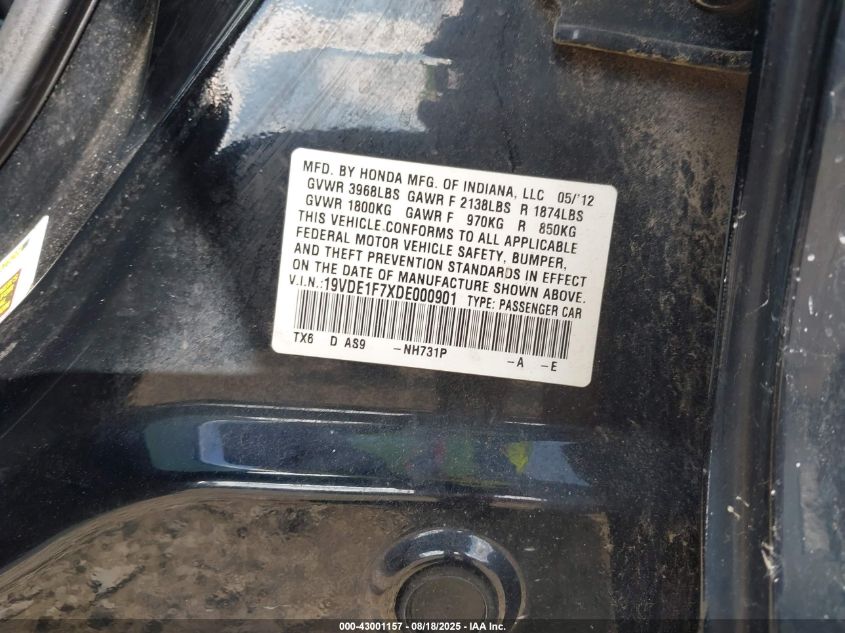 MFD. BY HONDA MFG. OF INDIANA, LLC 05/'12
GVWR 3968LBS GAWR F 2138LBS R 1874LBS
GVWR 1800KG GAWR F 970KG R 850KG
THIS VEHICLE CONFORMS TO ALL APPLICABLE
FEDERAL MOTOR VEHICLE SAFETY, BUMPER,
AND THEFT PREVENTION STANDARDS IN EFFECT
ON THE DATE OF MANUFACTURE SHOWN ABOVE.
V.I.N.:19VDE1F7XDE000901 TYPE: PASSENGER CAR
TX6 D AS9 -NH731P -A -E
000-43001157 - 08/18/2025 - IAA Inc.